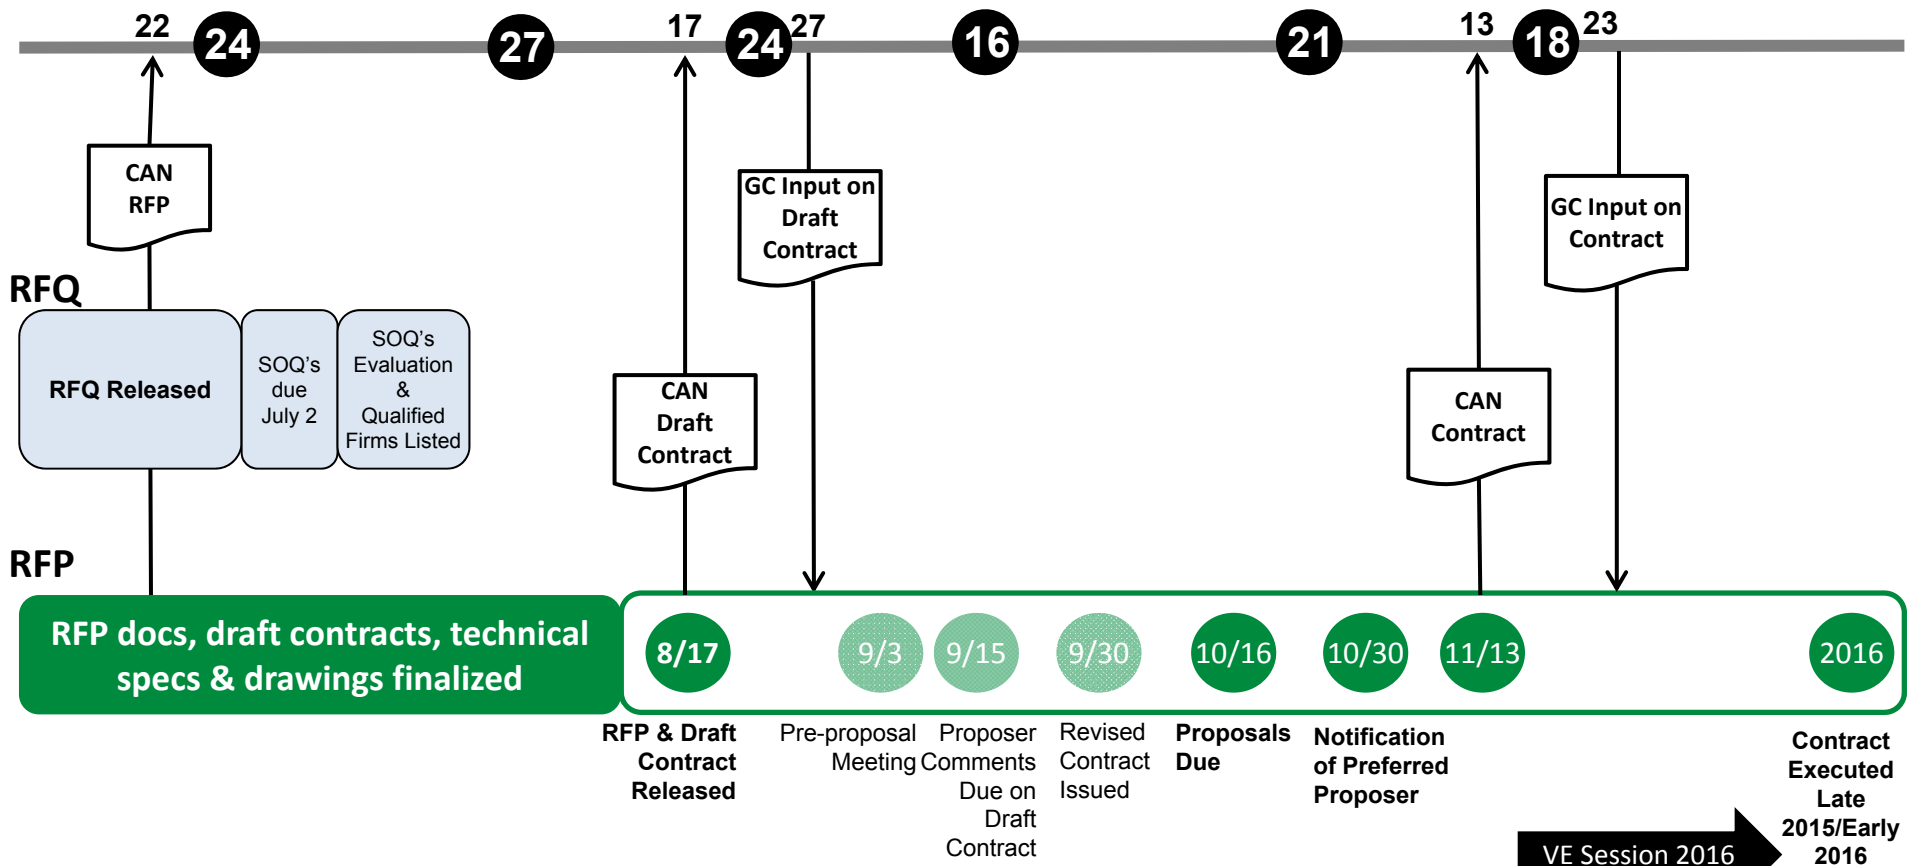 22
24
27
17
24
27
16
21
13
18
23
CAN
RFP
GC Input on
Draft
Contract
GC Input on
Contract
RFQ
RFQ Released
SOQ's
due
July 2
SOQ's
Evaluation
&
Qualified
Firms Listed
CAN
Draft
Contract
CAN
Contract
RFP
RFP docs, draft contracts, technical
specs & drawings finalized
8/17
9/3
9/15
9/30
10/16
10/30
11/13
2016
RFP & Draft
Contract
Released
Pre-proposal
Meeting
Proposer
Comments
Due on
Draft
Contract
Revised
Contract
Issued
Proposals
Due
Notification
of Preferred
Proposer
Contract
Executed
Late
2015/Early
2016
VE Session 2016